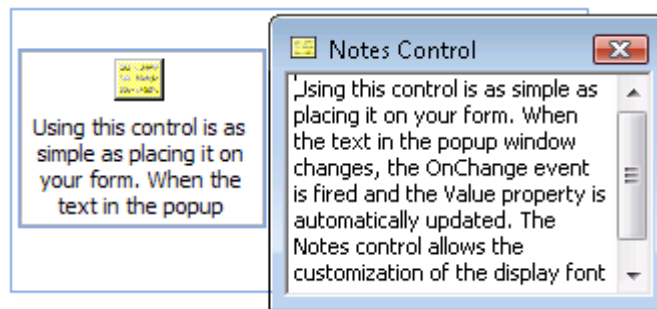 Using this control is as
simple as placing it on
your form. When the
text in the popup
Notes Control
Using this control is as simple as
placing it on your form. When
the text in the popup window
changes, the OnChange event
is fired and the Value property is
automatically updated. The
Notes control allows the
customization of the display font